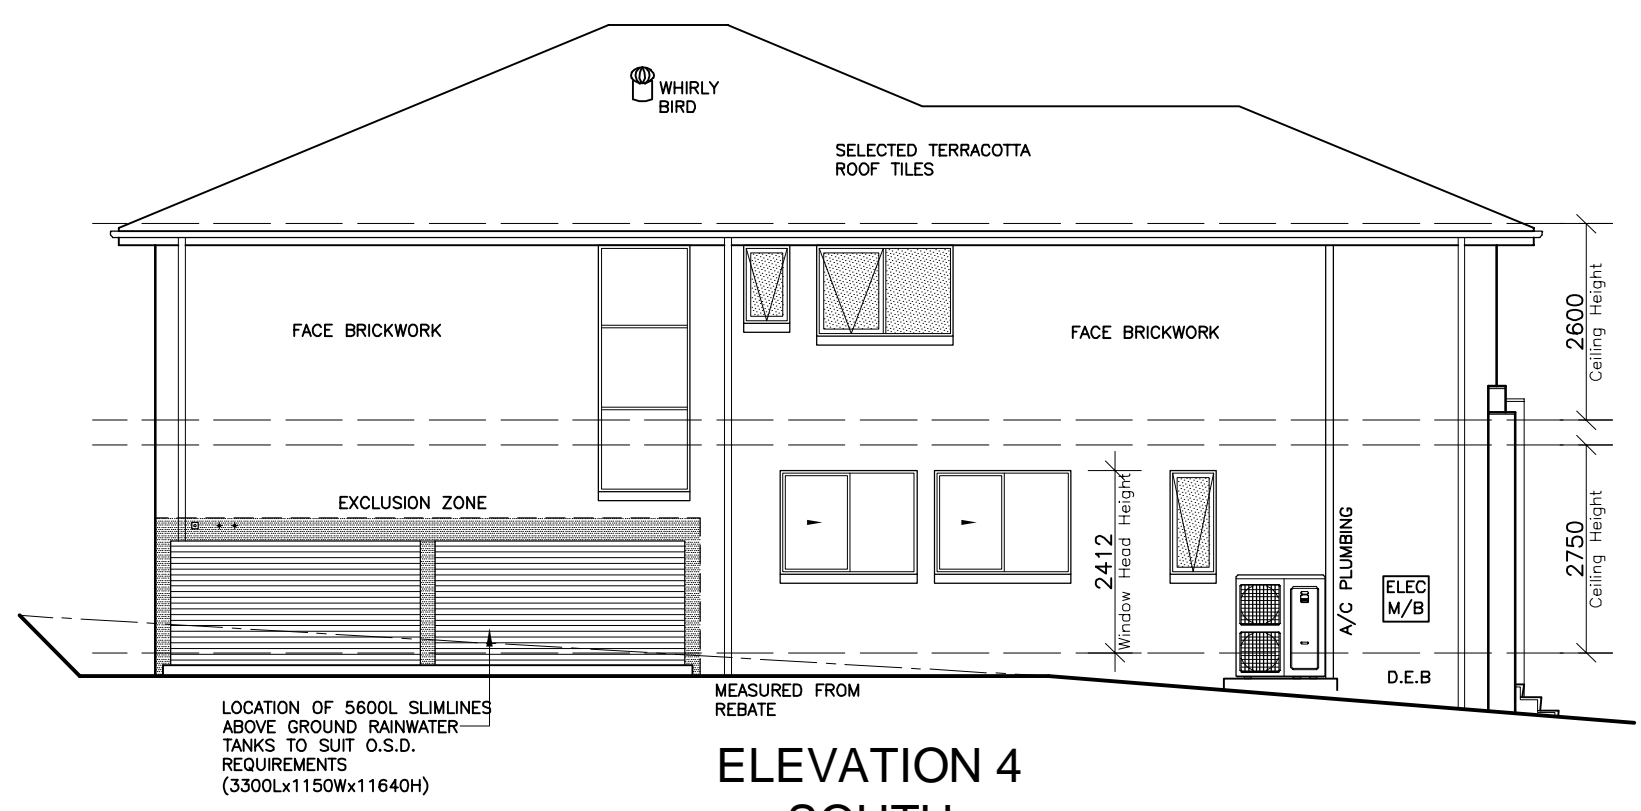 WHIRLY
BIRD
SELECTED TERRACOTTA
ROOF TILES
FACE BRICKWORK
FACE BRICKWORK
2600
Ceiling Height
EXCLUSION ZONE
2412
Window Head Height
A/C PLUMBING
ELEC
M/B
2750
Ceiling Height
D.E.B
MEASURED FROM
REBATE
LOCATION OF 5600L SLIMLINES
ABOVE GROUND RAINWATER
TANKS TO SUIT O.S.D.
REQUIREMENTS
(3300Lx1150Wx11640H)
ELEVATION 4
SOUTH